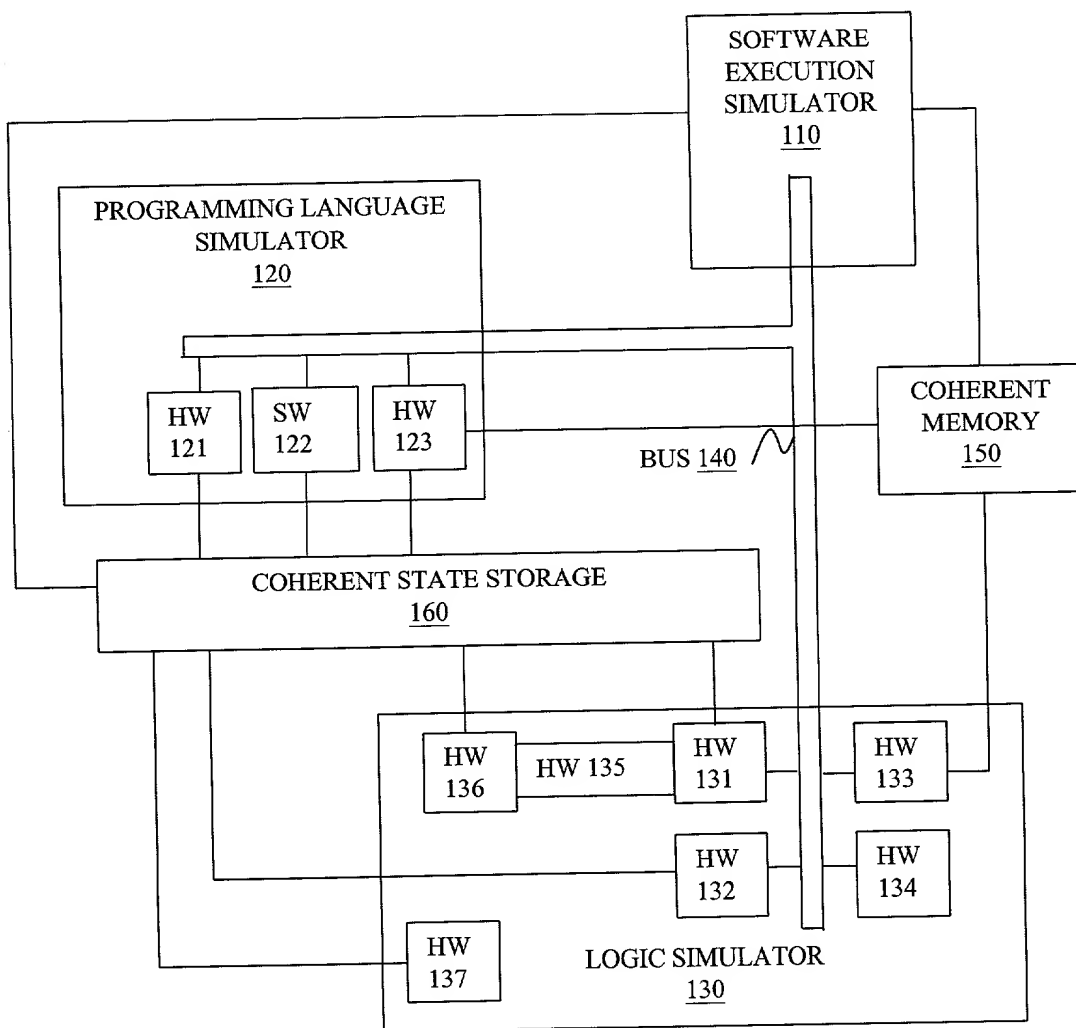 SOFTWARE
EXECUTION
SIMULATOR
110
PROGRAMMING LANGUAGE
SIMULATOR
120
HW
121
SW
122
HW
123
BUS 140
COHERENT
MEMORY
150
COHERENT STATE STORAGE
160
HW
136
HW 135
HW
131
HW
133
HW
132
HW
134
HW
137
LOGIC SIMULATOR
130